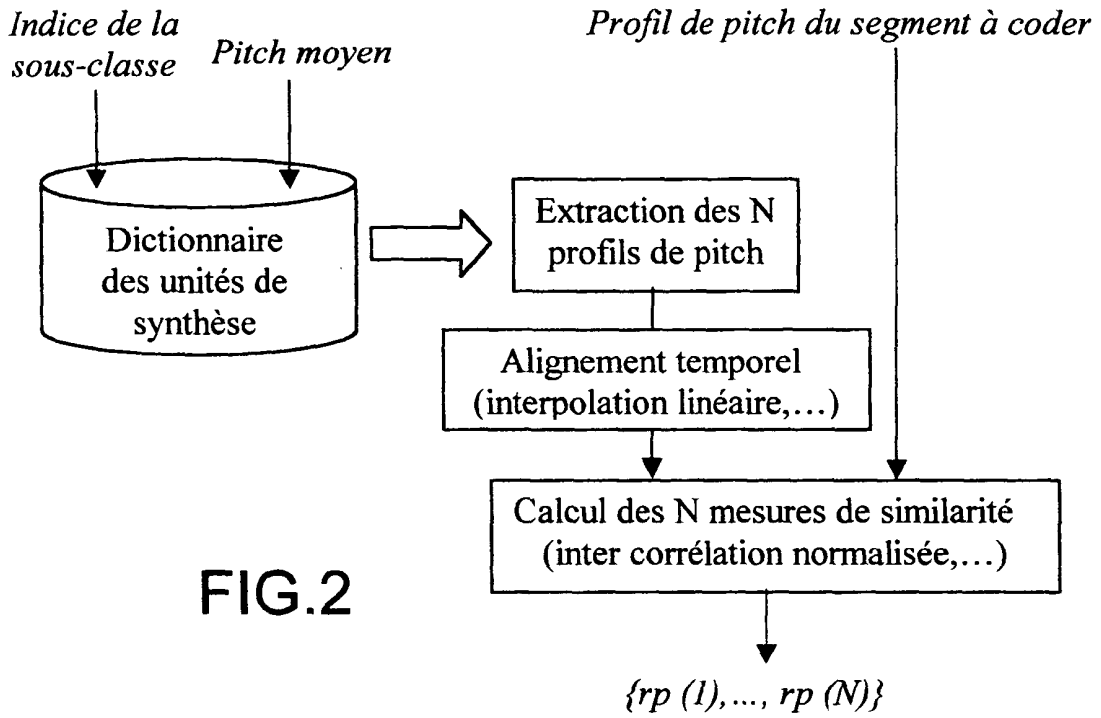 Indice de la
sous-classe
Pitch moyen
Profil de pitch du segment à coder
Dictionnaire
des unités de
synthèse
Extraction des N
profils de pitch
Alignement temporel
(interpolation linéaire,...)
Calcul des N mesures de similarité
(inter corrélation normalisée,...)
FIG.2
{rp (1),..., rp (N)}